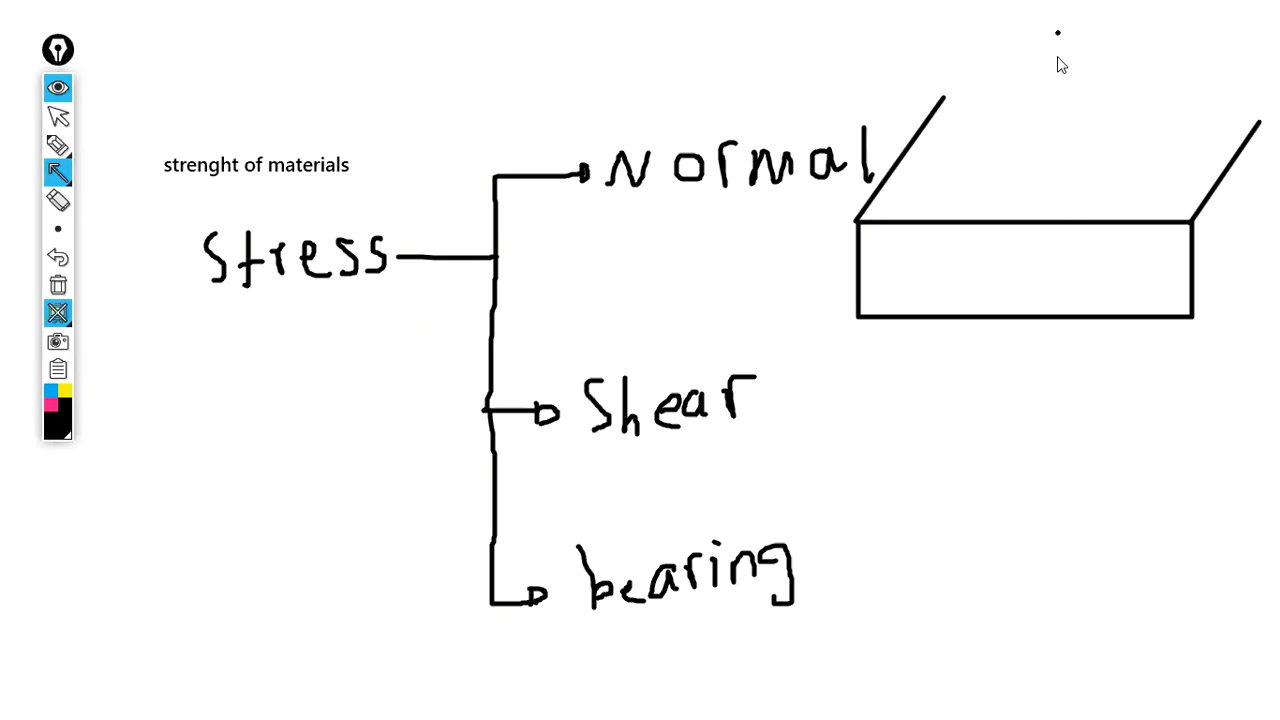 strenght of materials
Normal
Stress
Shear
bearing